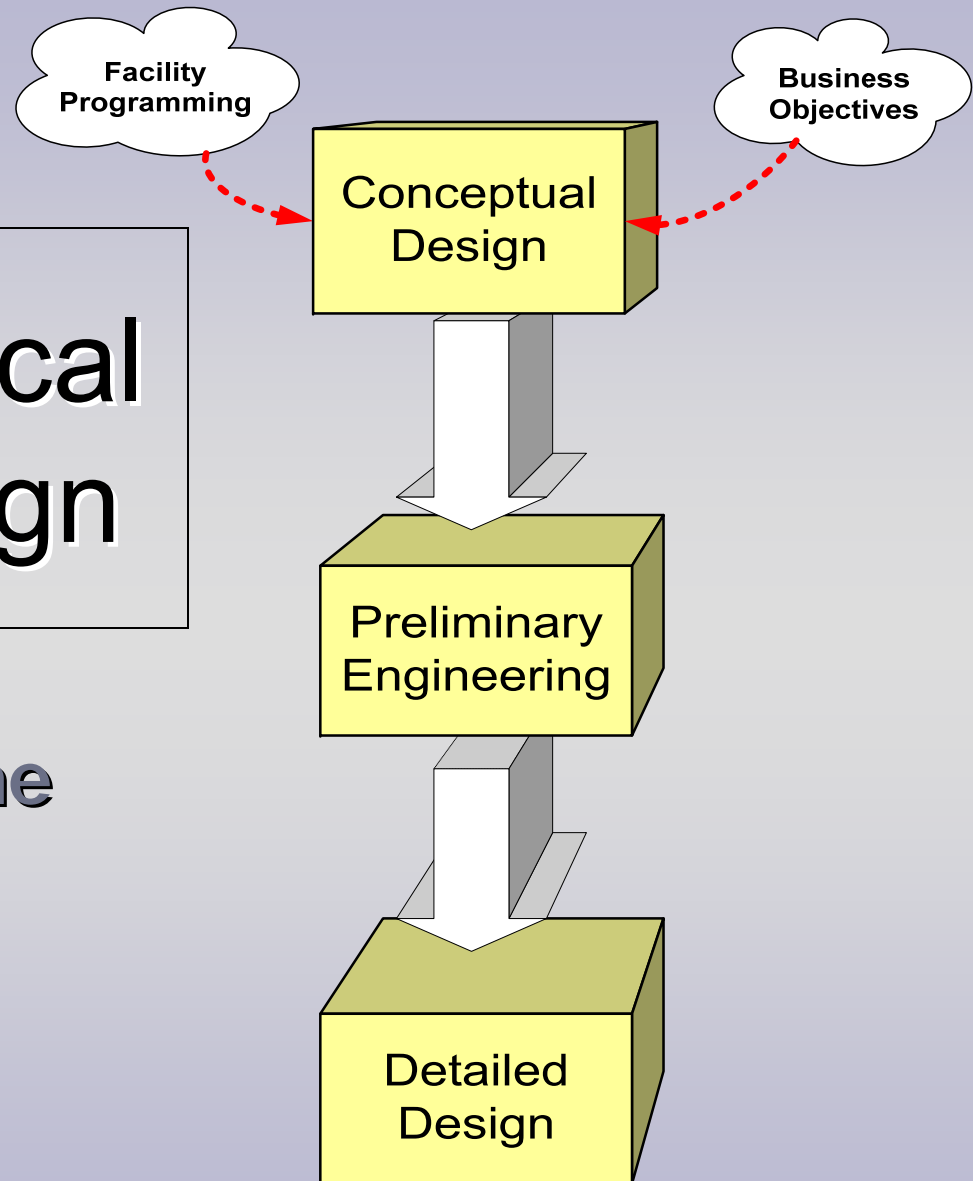 Facility
Programming
Business
Objectives
Conceptual
Design
cal
gn
Preliminary
Engineering
ne
Detailed
Design